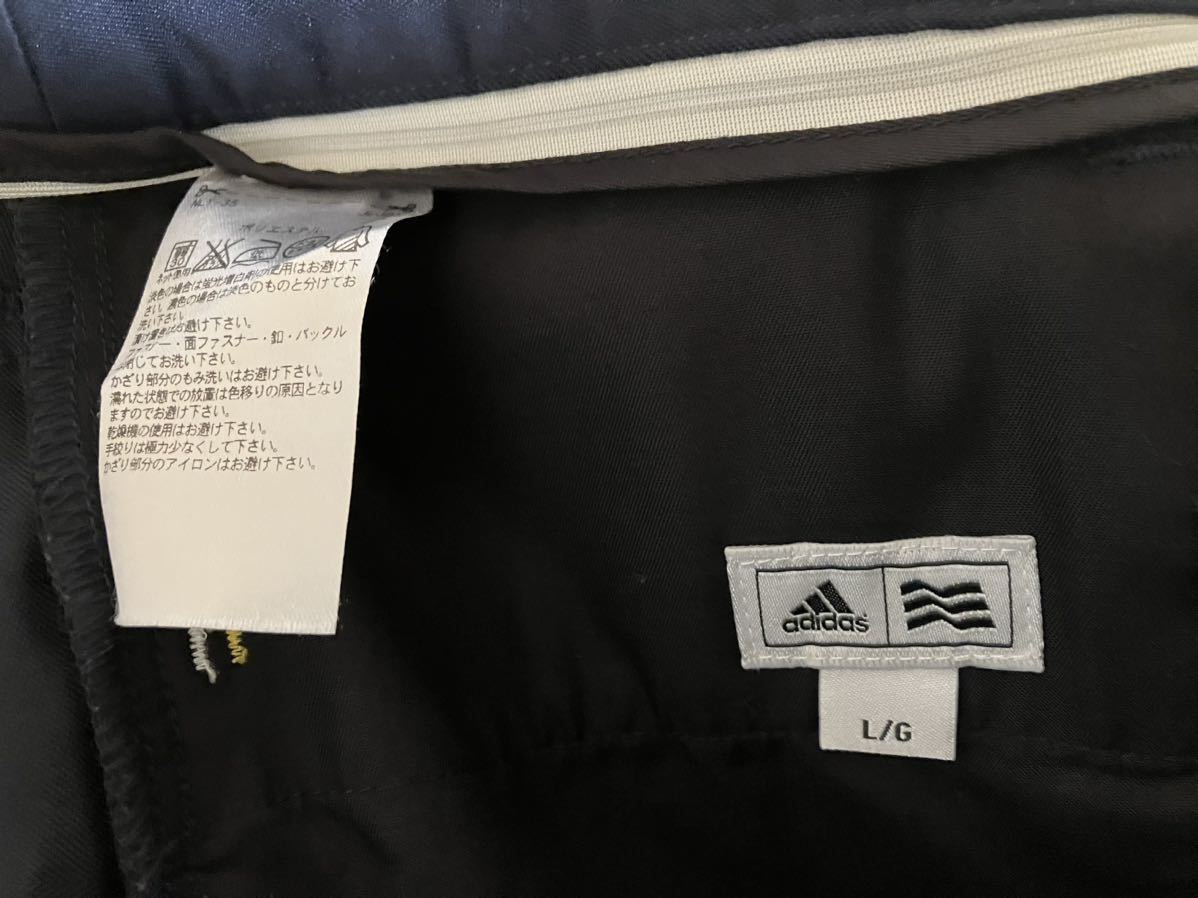 ポリエステル
30
ネット使用
淡色の場合は蛍光増白剤の使用はお避け下
さい。濃色の場合は淡色のものと分けてお
洗い下さい。
漬け置きはお避け下さい。
ファスナー・面ファスナー・釦・バックル
閉じてお洗い下さい。
かざり部分のもみ洗いはお避け下さい。
濡れた状態での放置は色移りの原因となり
ますのでお避け下さい。
乾燥機の使用はお避け下さい。
手絞りは極力少なくして下さい。
かざり部分のアイロンはお避け下さい。
adidas
L/G